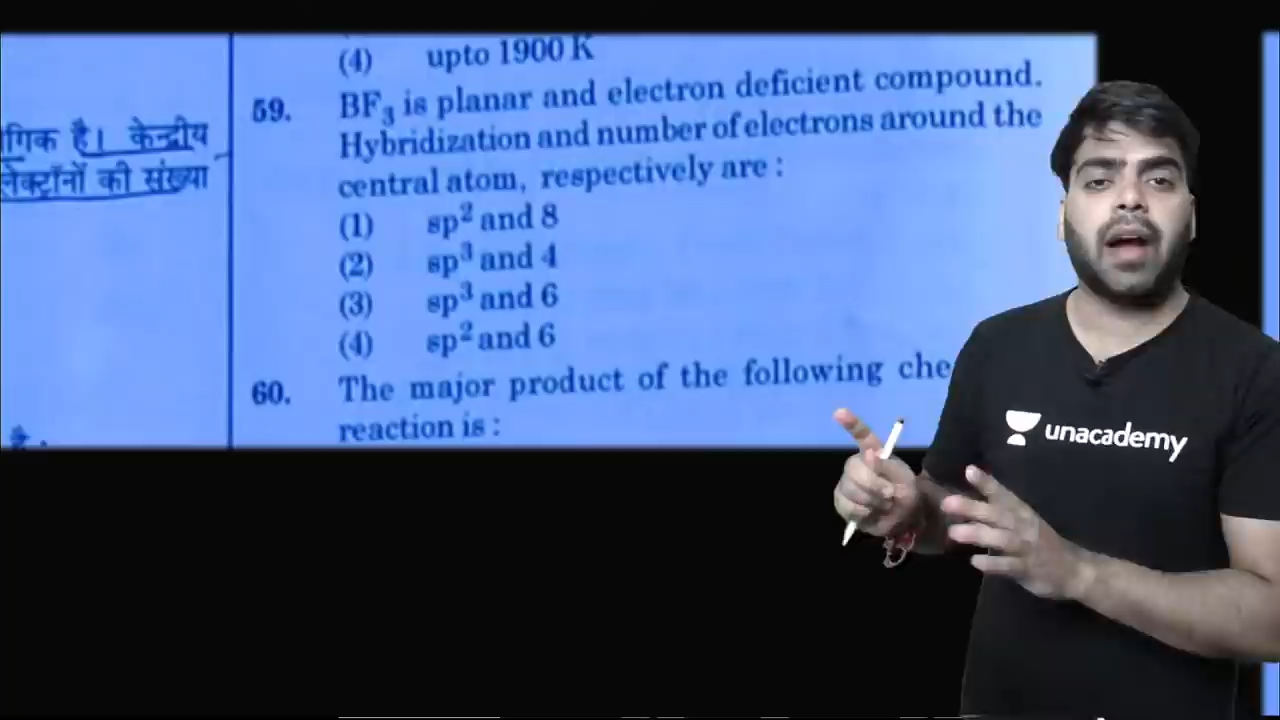 (4) upto 1900 K
59. BF₃ is planar and electron deficient compound.
Hybridization and number of electrons around the
central atom, respectively are :
(1) sp² and 8
(2) sp³ and 4
(3) sp³ and 6
(4) sp² and 6
60. The major product of the following
reaction is :
है। केन्द्रीय
की संख्या
है :
unacademy